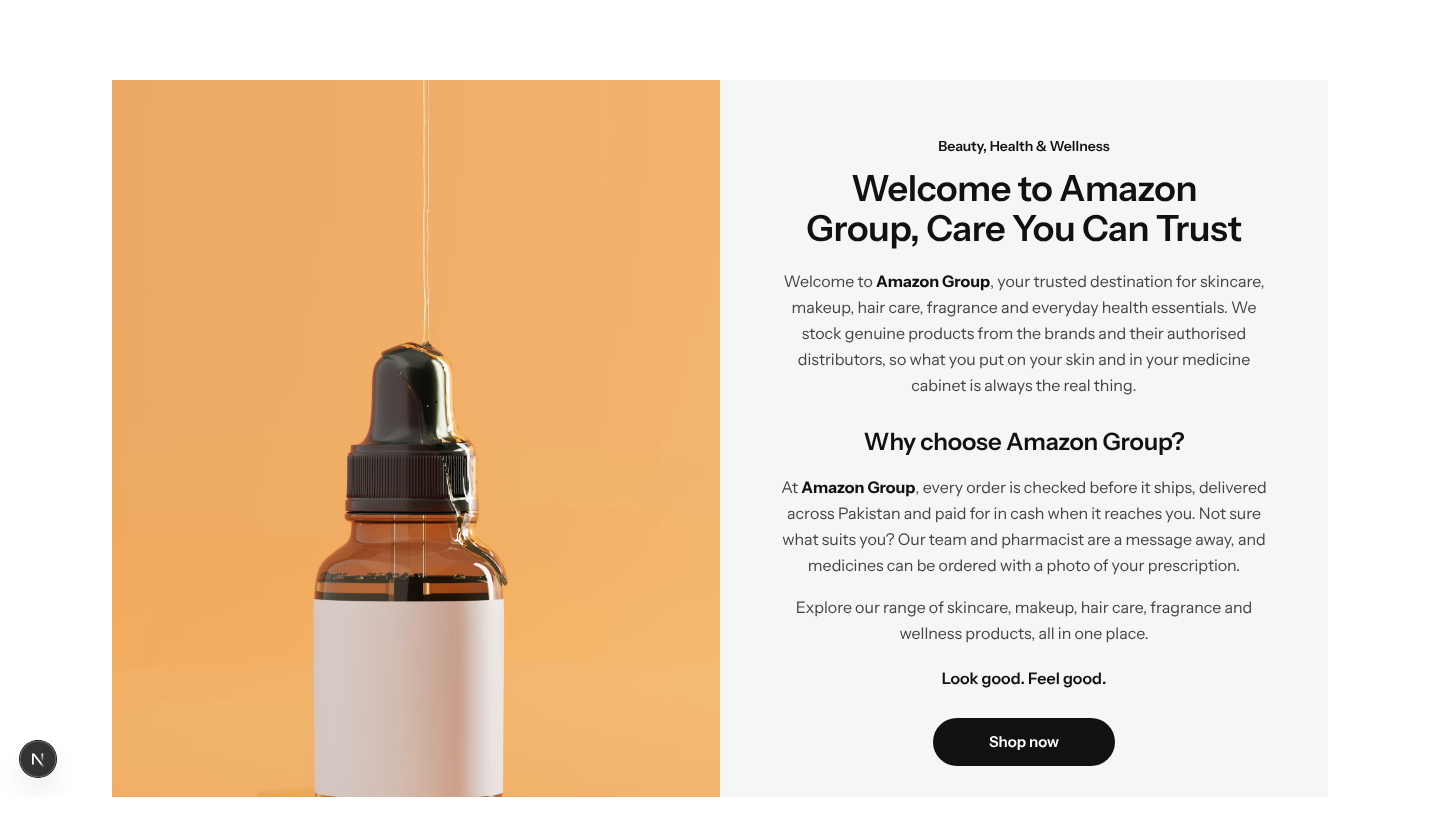 Beauty, Health & Wellness
Welcome to Amazon
Group, Care You Can Trust
Welcome to Amazon Group, your trusted destination for skincare,
makeup, hair care, fragrance and everyday health essentials. We
stock genuine products from the brands and their authorised
distributors, so what you put on your skin and in your medicine
cabinet is always the real thing.
Why choose Amazon Group?
At Amazon Group, every order is checked before it ships, delivered
across Pakistan and paid for in cash when it reaches you. Not sure
what suits you? Our team and pharmacist are a message away, and
medicines can be ordered with a photo of your prescription.
Explore our range of skincare, makeup, hair care, fragrance and
wellness products, all in one place.
Look good. Feel good.
Shop now
N